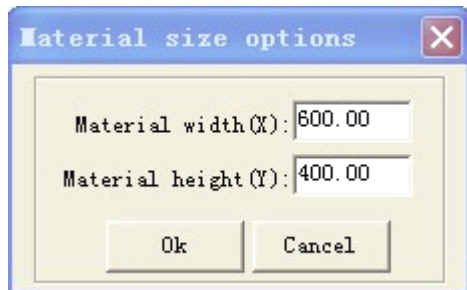 Material size options
Material width(X): 600.00
Material height(Y): 400.00
Ok Cancel